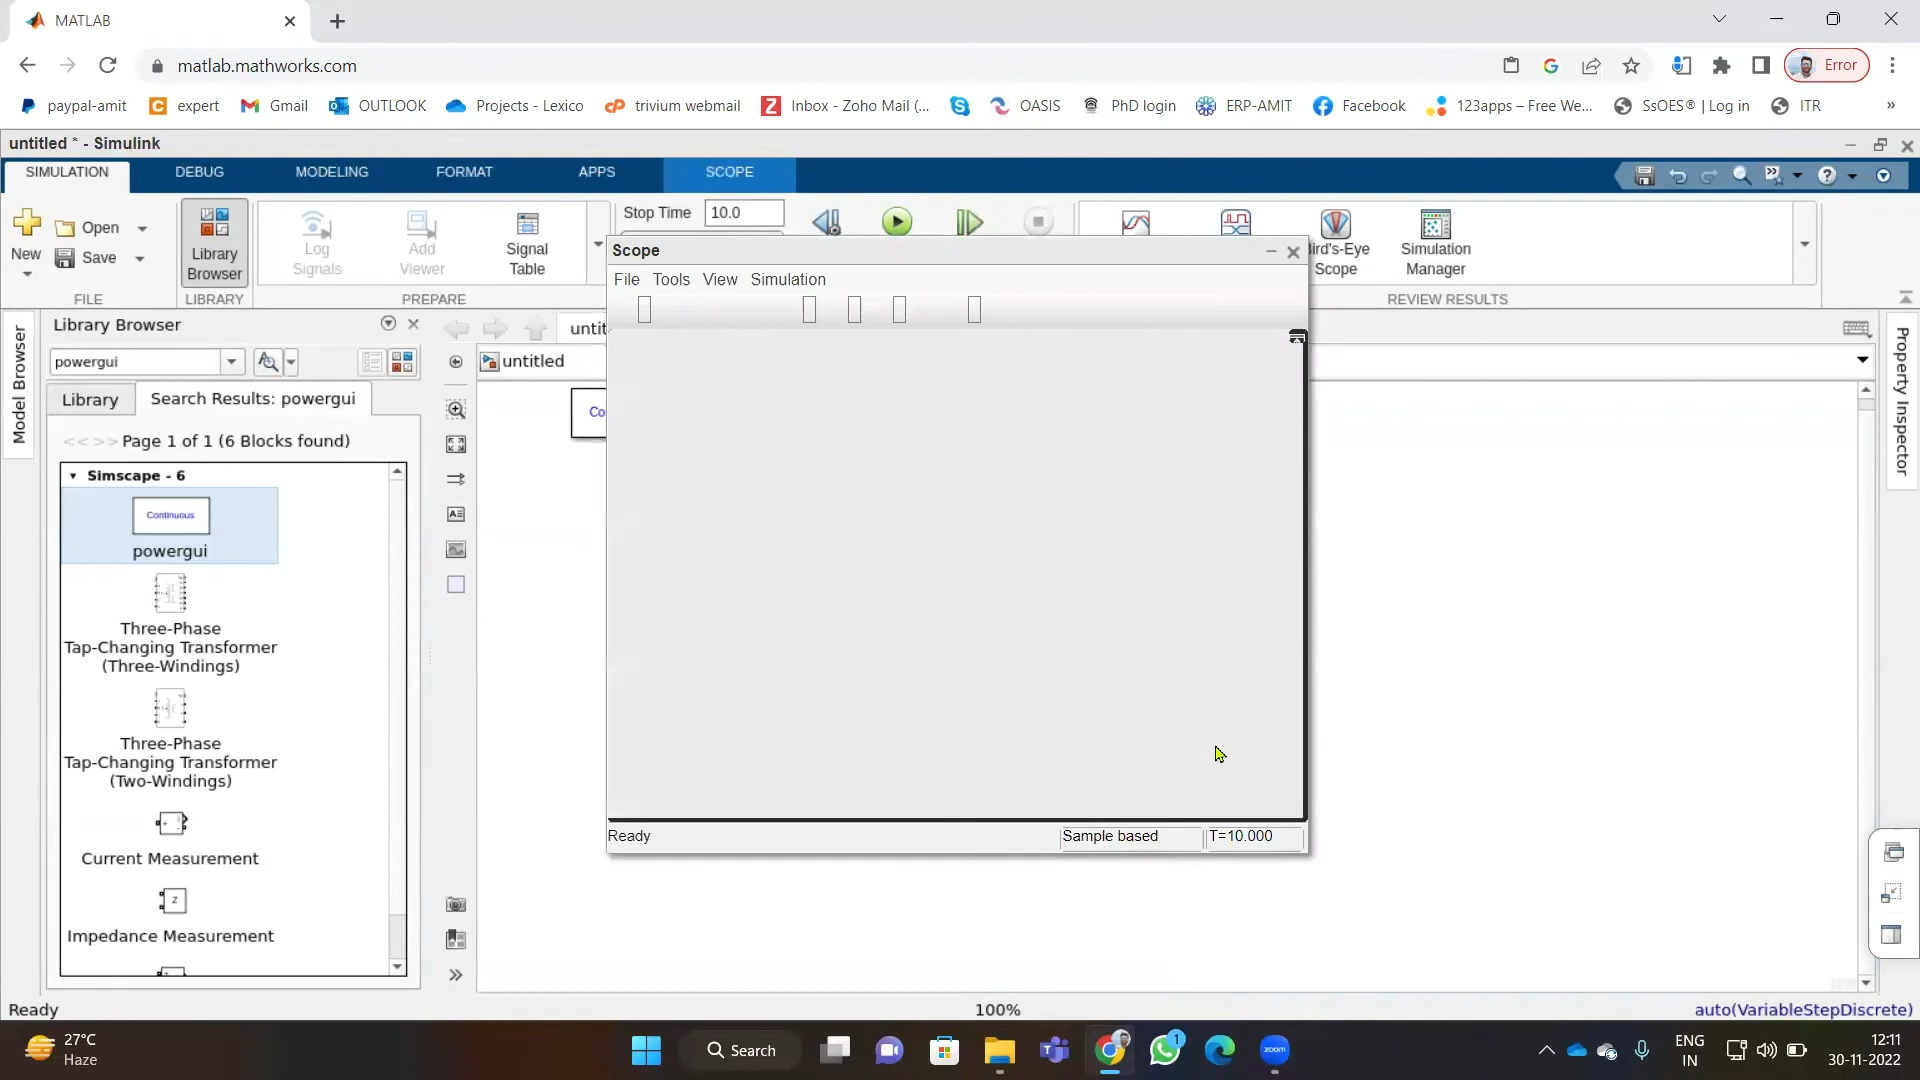 MATLAB
matlab.mathworks.com
Error
paypal-amit
expert
Gmail
OUTLOOK
Projects - Lexico
trivium webmail
Inbox - Zoho Mail (...
OASIS
PhD login
ERP-AMIT
Facebook
123apps – Free We...
SsOES® | Log in
ITR
»
untitled * - Simulink
SIMULATION
DEBUG
MODELING
FORMAT
APPS
SCOPE
New
Open
Save
FILE
Library
Browser
LIBRARY
Log
Signals
Add
Viewer
Signal
Table
PREPARE
Stop Time
10.0
ird's-Eye
Scope
Simulation
Manager
REVIEW RESULTS
Scope
File Tools View Simulation
Model Browser
Library Browser
powergui
Library
Search Results: powergui
<< >> Page 1 of 1 (6 Blocks found)
Simscape - 6
Continuous
powergui
Three-Phase
Tap-Changing Transformer
(Three-Windings)
Three-Phase
Tap-Changing Transformer
(Two-Windings)
Current Measurement
Z
Impedance Measurement
untit
untitled
Co
Property Inspector
Ready
Sample based
T=10.000
Ready
100%
auto(VariableStepDiscrete)
27°C
Haze
Search
zoom
1
ENG
IN
12:11
30-11-2022